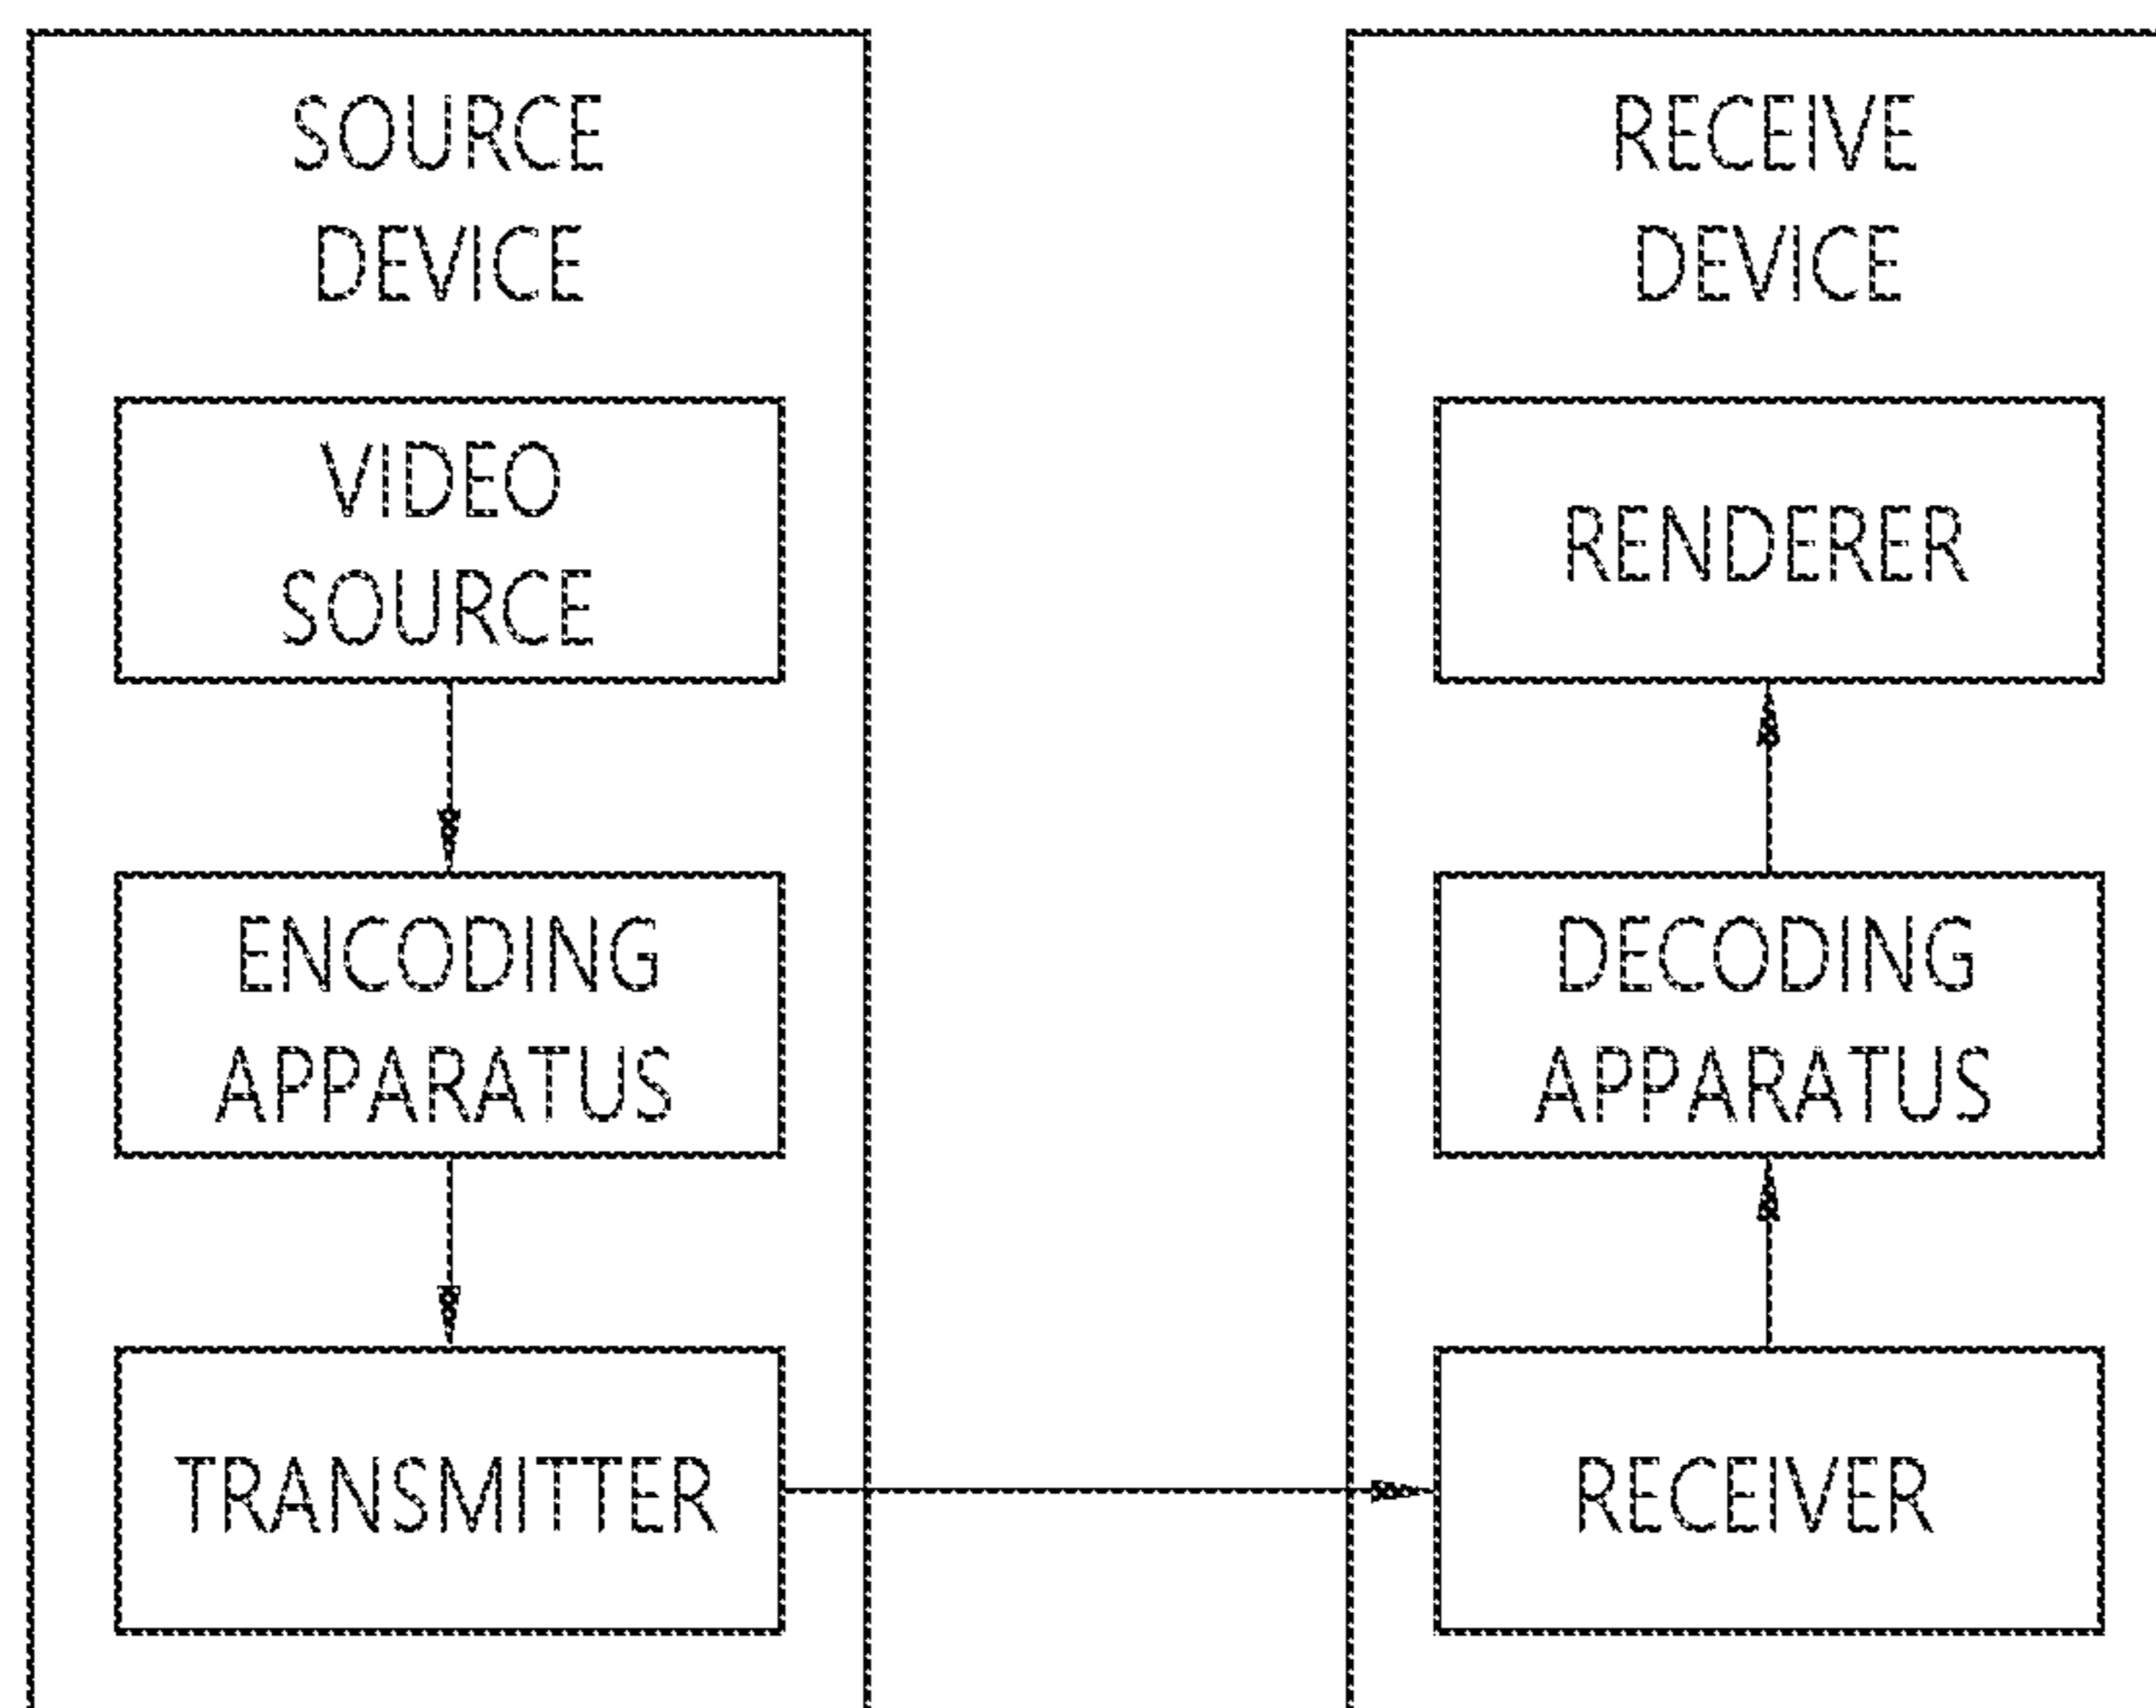 SOURCE
DEVICE
VIDEO
SOURCE
ENCODING
APPARATUS
TRANSMITTER
RECEIVE
DEVICE
RENDERER
DECODING
APPARATUS
RECEIVER